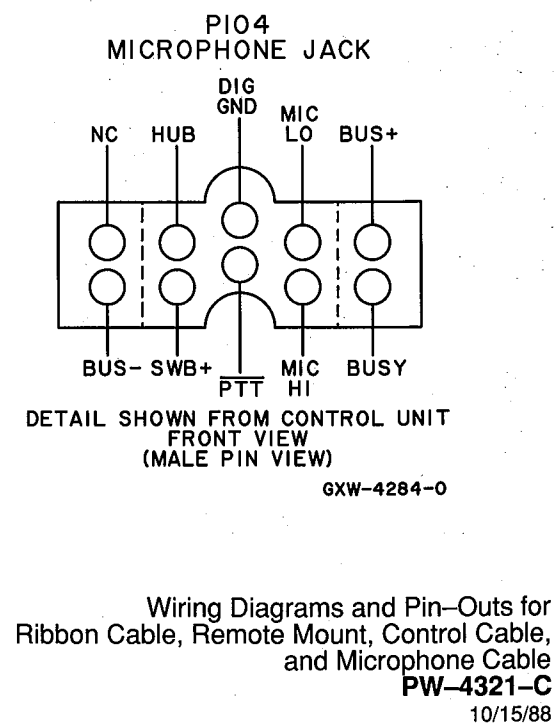 P104
MICROPHONE JACK
DIG
GND
MIC
LO
NC HUB BUS+
BUS- SWB+ PTT MIC
HI BUSY
DETAIL SHOWN FROM CONTROL UNIT
FRONT VIEW
(MALE PIN VIEW)
GXW-4284-0
Wiring Diagrams and Pin–Outs for
Ribbon Cable, Remote Mount, Control Cable,
and Microphone Cable
PW–4321–C
10/15/88